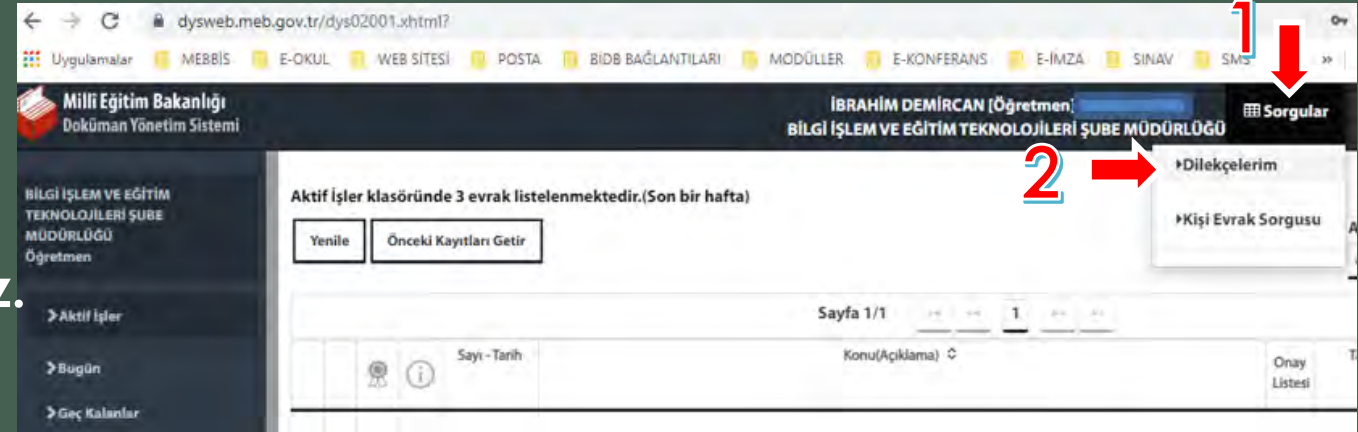 dysweb.meb.gov.tr/dys02001.xhtml?
1
Uygulamalar MEBBİS E-OKUL WEB SİTESİ POSTA BİDB BAĞLANTILARI MODÜLLER E-KONFERANS E-İMZA SINAV SMS »
Millî Eğitim Bakanlığı
Doküman Yönetim Sistemi
İBRAHİM DEMİRCAN [Öğretmen]
BİLGİ İŞLEM VE EĞİTİM TEKNOLOJİLERİ ŞUBE MÜDÜRLÜĞÜ
Sorgular
2
Dilekçelerim
Kişi Evrak Sorgusu
BİLGİ İŞLEM VE EĞİTİM
TEKNOLOJİLERİ ŞUBE
MÜDÜRLÜĞÜ
Öğretmen
Aktif İşler klasöründe 3 evrak listelenmektedir.(Son bir hafta)
Yenile Önceki Kayıtları Getir
z.
Aktif İşler
Bugün
Geç Kalanlar
Sayfa 1/1 1
Sayı - Tarih Konu(Açıklama) Onay
Listesi